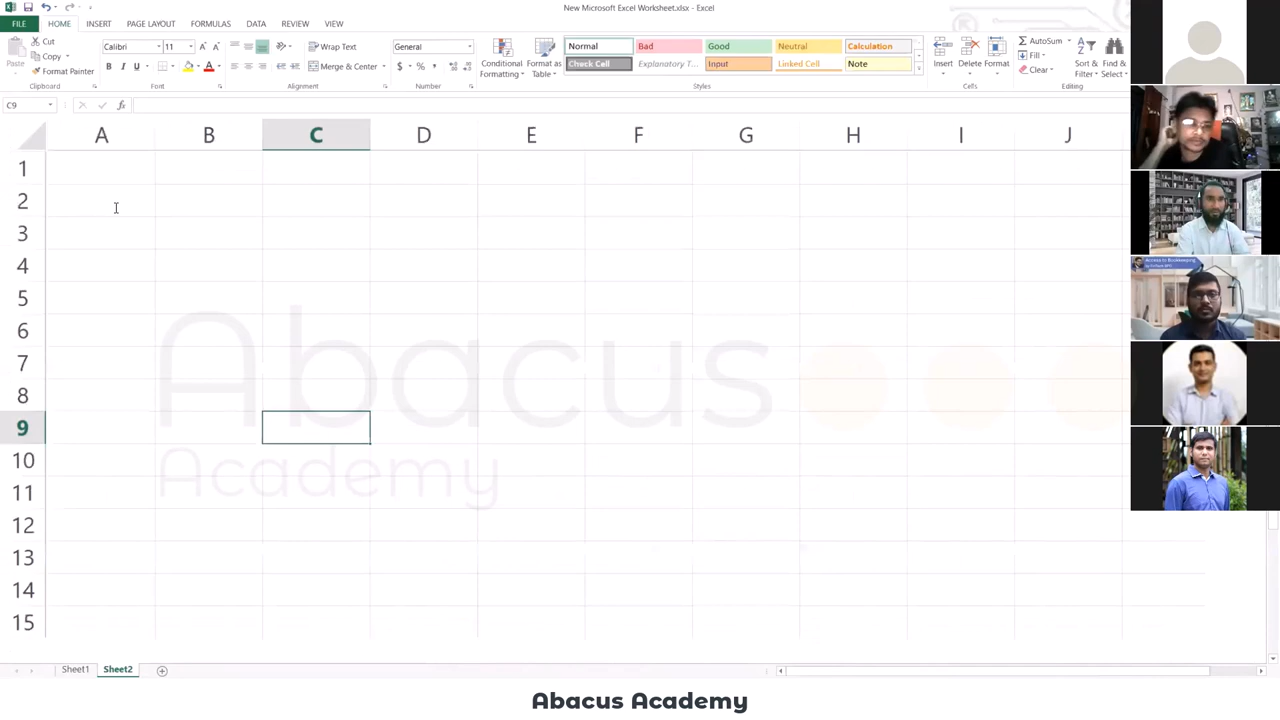 New Microsoft Excel Worksheet.xlsx - Excel
FILE HOME INSERT PAGE LAYOUT FORMULAS DATA REVIEW VIEW
Cut
Copy
Format Painter
Paste
Clipboard
Calibri 11
B I U
Font
Wrap Text
Merge & Center
Alignment
General
$ % ,
Number
Conditional Formatting
Format as Table
Normal Bad Good Neutral Calculation
Check Cell Explanatory T... Input Linked Cell Note
Styles
Insert Delete Format
Cells
AutoSum
Fill
Clear
Sort & Filter
Find & Select
Editing
C9
fx
A B C D E F G H I J
1
2
3
4
5
6
7
8
9
10
11
12
13
14
15
Abacus
Academy
Access to Bookkeeping
Sheet1 Sheet2
Abacus Academy